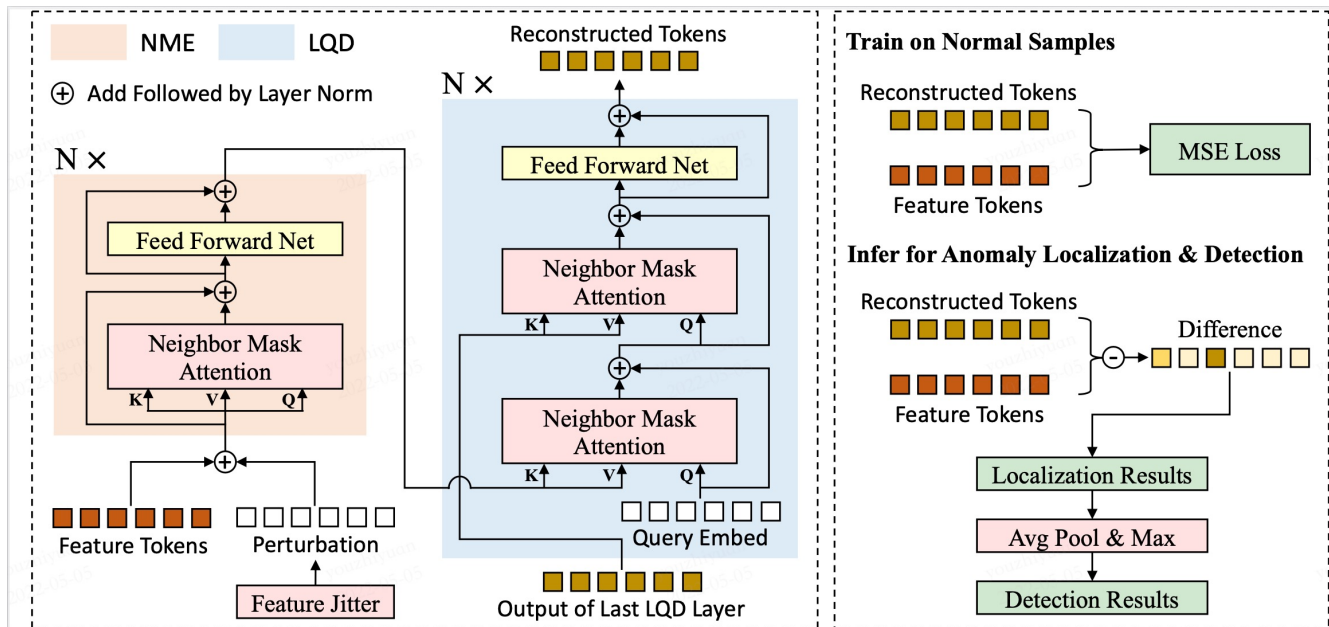 NME
LQD
Add Followed by Layer Norm
N ×
Feed Forward Net
Neighbor Mask
Attention
K
V
Q
Feature Tokens
Perturbation
Feature Jitter
Reconstructed Tokens
N ×
Feed Forward Net
Neighbor Mask
Attention
K
V
Q
Neighbor Mask
Attention
K
V
Q
Query Embed
Output of Last LQD Layer
Train on Normal Samples
Reconstructed Tokens
MSE Loss
Feature Tokens
Infer for Anomaly Localization & Detection
Reconstructed Tokens
Difference
Feature Tokens
Localization Results
Avg Pool & Max
Detection Results